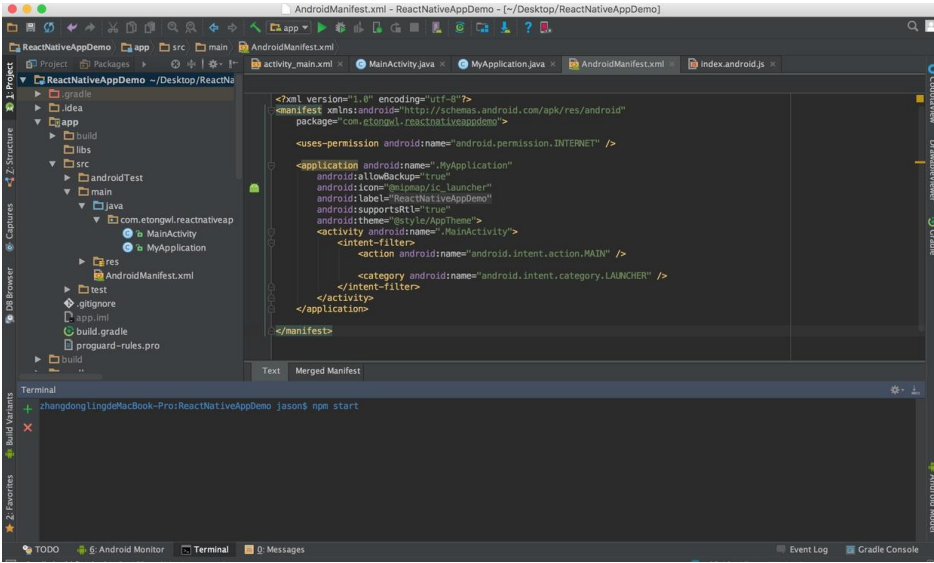 AndroidManifest.xml - ReactNativeAppDemo - [~/Desktop/ReactNativeAppDemo]
app
ReactNativeAppDemo app src main AndroidManifest.xml
Project Packages
activity_main.xml MainActivity.java MyApplication.java AndroidManifest.xml index.android.js
1: Project
Z: Structure
Captures
DB Browser
Build Variants
2: Favorites
ReactNativeAppDemo ~/Desktop/ReactNa
.gradle
.idea
app
build
libs
src
androidTest
main
java
com.etongwl.reactnativeap
MainActivity
MyApplication
res
AndroidManifest.xml
test
.gitignore
app.iml
build.gradle
proguard-rules.pro
build
<?xml version="1.0" encoding="utf-8"?>
<manifest xmlns:android="http://schemas.android.com/apk/res/android"
package="com.etongwl.reactnativeappdemo">
<uses-permission android:name="android.permission.INTERNET" />
<application android:name=".MyApplication"
android:allowBackup="true"
android:icon="@mipmap/ic_launcher"
android:label="ReactNativeAppDemo"
android:supportsRtl="true"
android:theme="@style/AppTheme">
<activity android:name=".MainActivity">
<intent-filter>
<action android:name="android.intent.action.MAIN" />
<category android:name="android.intent.category.LAUNCHER" />
</intent-filter>
</activity>
</application>
</manifest>
Text Merged Manifest
Gradle
Terminal
zhangdonglingdeMacBook-Pro:ReactNativeAppDemo jason$ npm start
TODO 6: Android Monitor Terminal 0: Messages Event Log Gradle Console